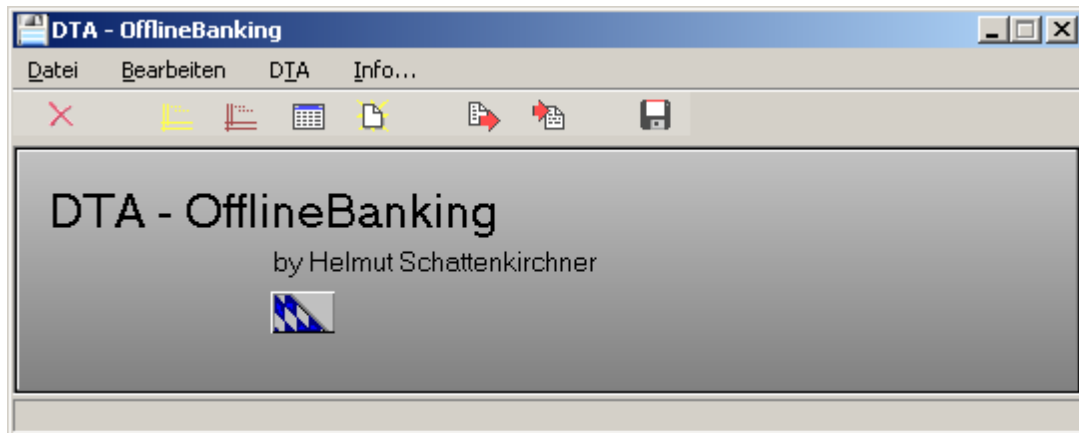 DTA - OfflineBanking
Datei Bearbeiten DTA Info...
DTA - OfflineBanking
by Helmut Schattenkirchner